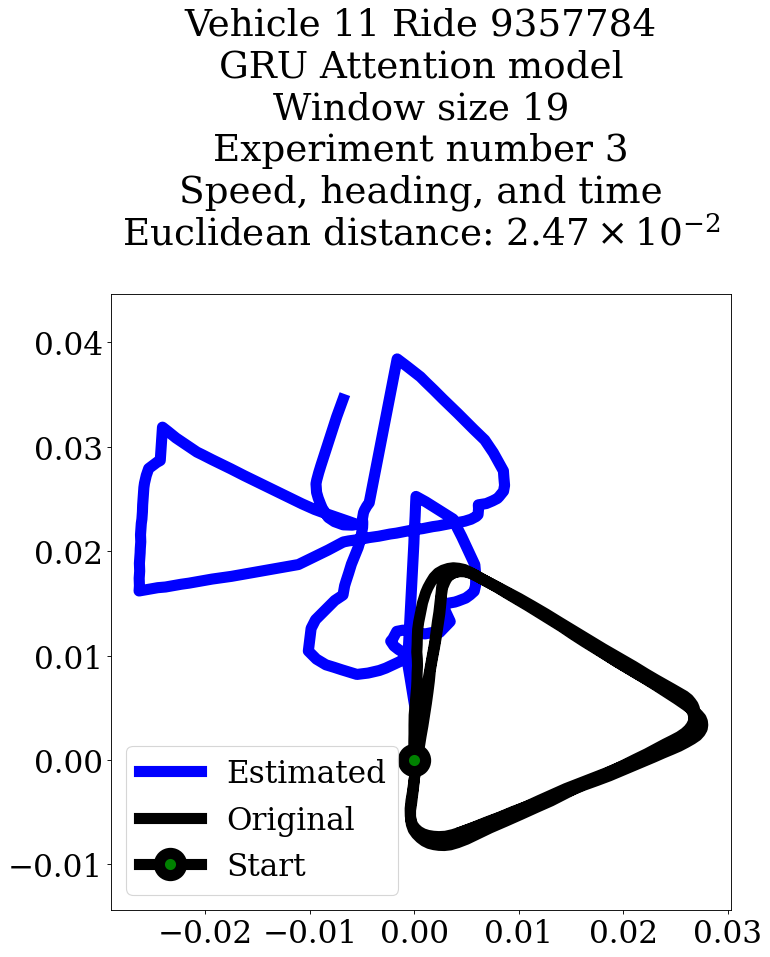 Vehicle 11 Ride 9357784
GRU Attention model
Window size 19
Experiment number 3
Speed, heading, and time
Euclidean distance: 2.47 × 10⁻²
0.04
0.03
0.02
0.01
0.00
−0.01
Estimated
Original
Start
−0.02 −0.01 0.00 0.01 0.02 0.03